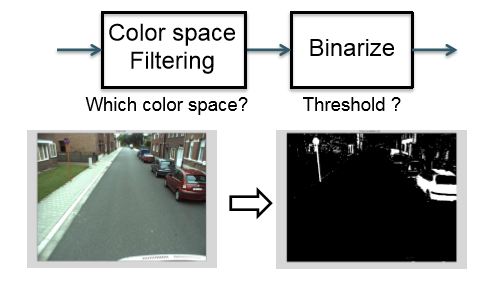 Color space
Filtering
Binarize
Which color space?
Threshold ?